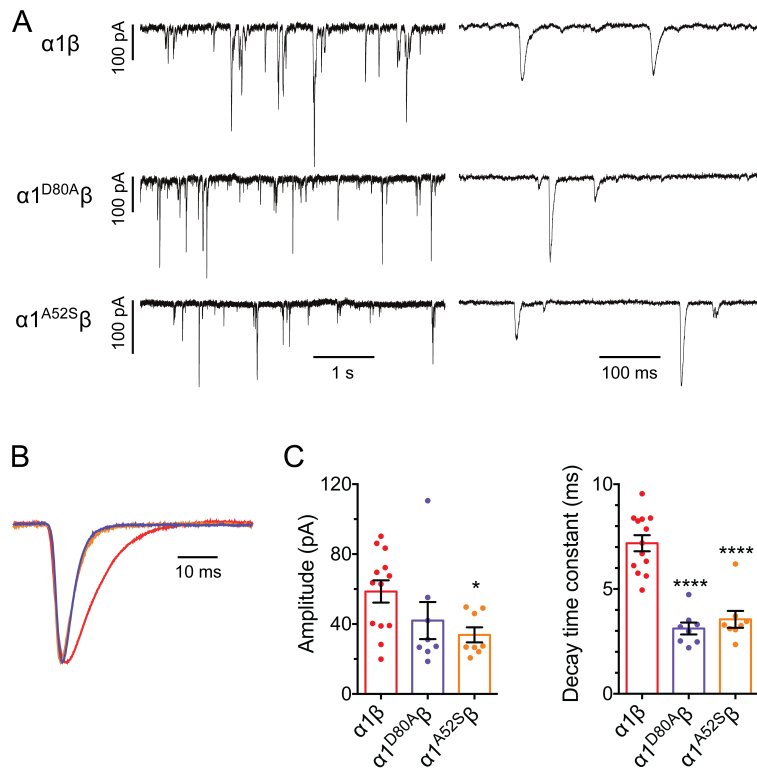 A
α1β
100 pA
α1D80Aβ
100 pA
α1A52Sβ
100 pA
1 s
100 ms
B
10 ms
C
Amplitude (pA)
120
80
40
0
*
α1β
α1D80Aβ
α1A52Sβ
Decay time constant (ms)
10
5
0
****
****
α1β
α1D80Aβ
α1A52Sβ